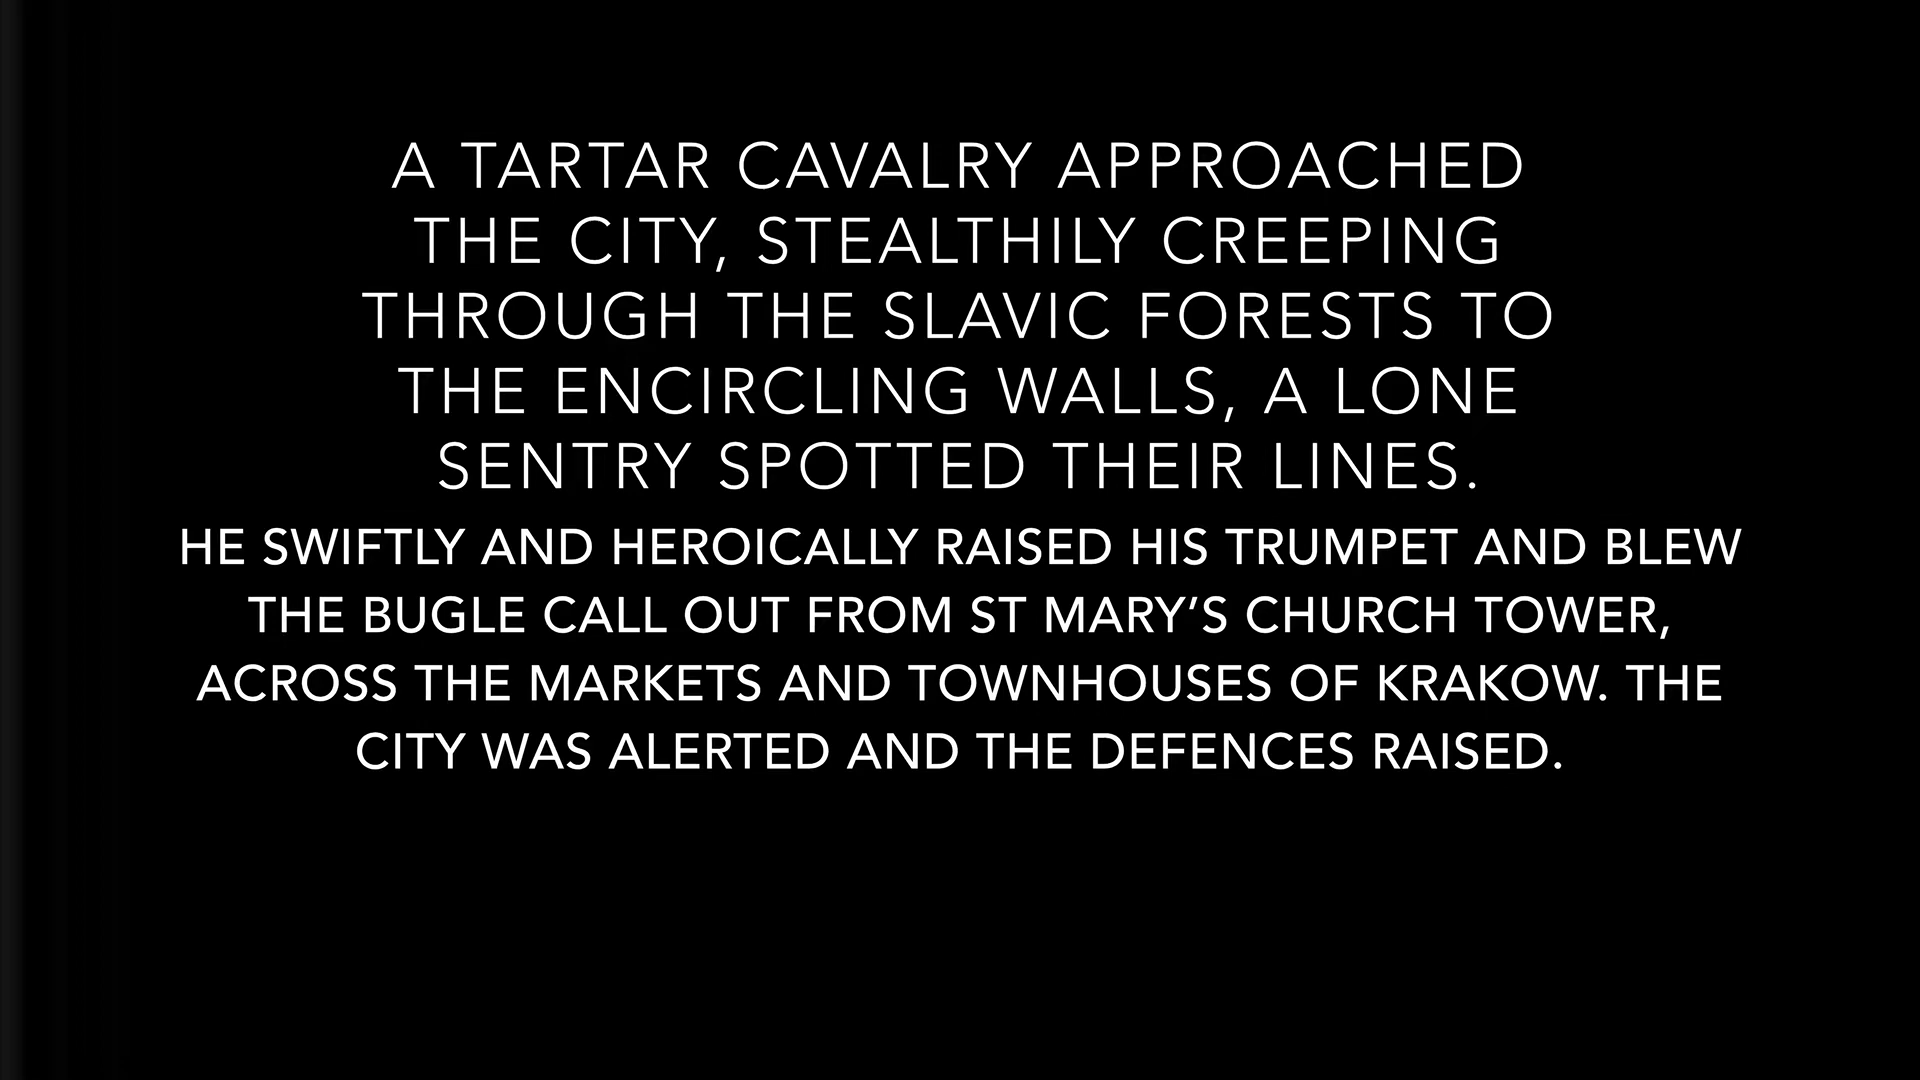 A TARTAR CAVALRY APPROACHED
THE CITY, STEALTHILY CREEPING
THROUGH THE SLAVIC FORESTS TO
THE ENCIRCLING WALLS, A LONE
SENTRY SPOTTED THEIR LINES.
HE SWIFTLY AND HEROICALLY RAISED HIS TRUMPET AND BLEW
THE BUGLE CALL OUT FROM ST MARY’S CHURCH TOWER,
ACROSS THE MARKETS AND TOWNHOUSES OF KRAKOW. THE
CITY WAS ALERTED AND THE DEFENCES RAISED.